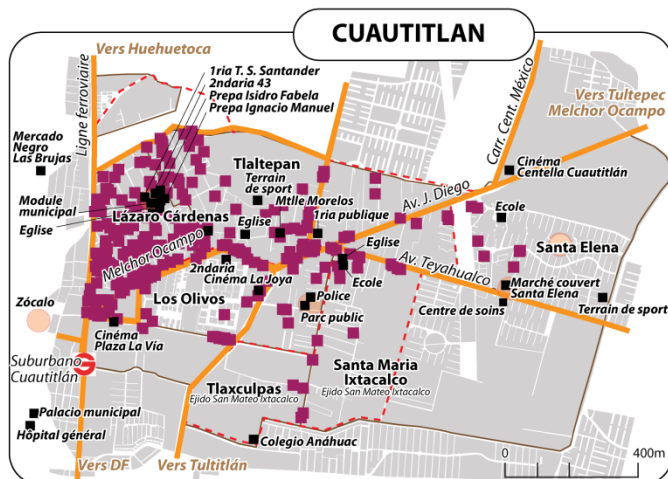 CUAUTITLAN
Vers Huehuetoca
1ria T. S. Santander
2ndaria 43
Prepa Isidro Fabela
Prepa Ignacio Manuel
Ligne ferroviaire
Carr. Cent. México
Vers Tultepec
Melchor Ocampo
Mercado
Negro
Las Brujas
Tlaltepan
Terrain
de sport
Cinéma
Centella Cuautitlán
Module
municipal
Eglise
Lázaro Cárdenas
Mtlle Morelos
1ria publique
Av. J. Diego
Ecole
Eglise
Eglise
Santa Elena
Melchor Ocampo
2ndaria
Cinéma La Joya
Av. Teyahualco
Ecole
Marché couvert
Santa Elena
Zócalo
Los Olivos
Police
Parc public
Centre de soins
Terrain de sport
Cinéma
Plaza La Vía
Suburbano
Cuautitlán
Santa Maria
Ixtacalco
Ejido San Mateo Ixtacalco
Tlaxculpas
Ejido San Mateo Ixtacalco
Palacio municipal
Hôpital général
Colegio Anáhuac
Vers DF
Vers Tultitlán
0
400m